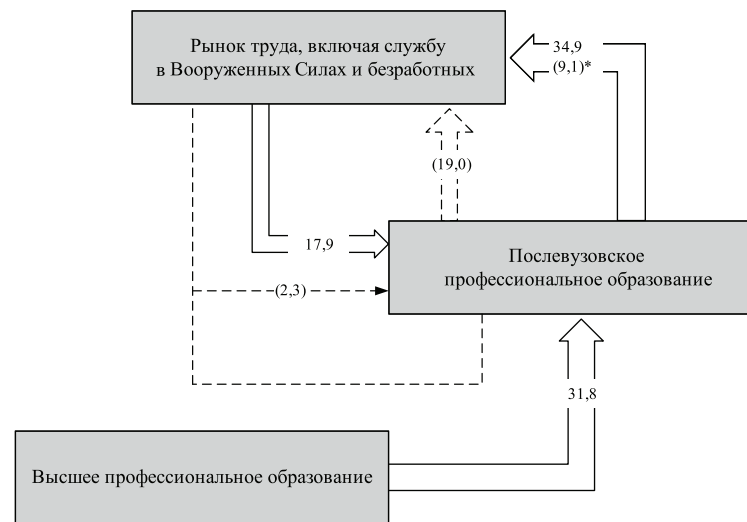 Рынок труда, включая службу
в Вооруженных Силах и безработных
34,9
(9,1)*
(19,0)
17,9
Послевузовское
профессиональное образование
(2,3)
31,8
Высшее профессиональное образование